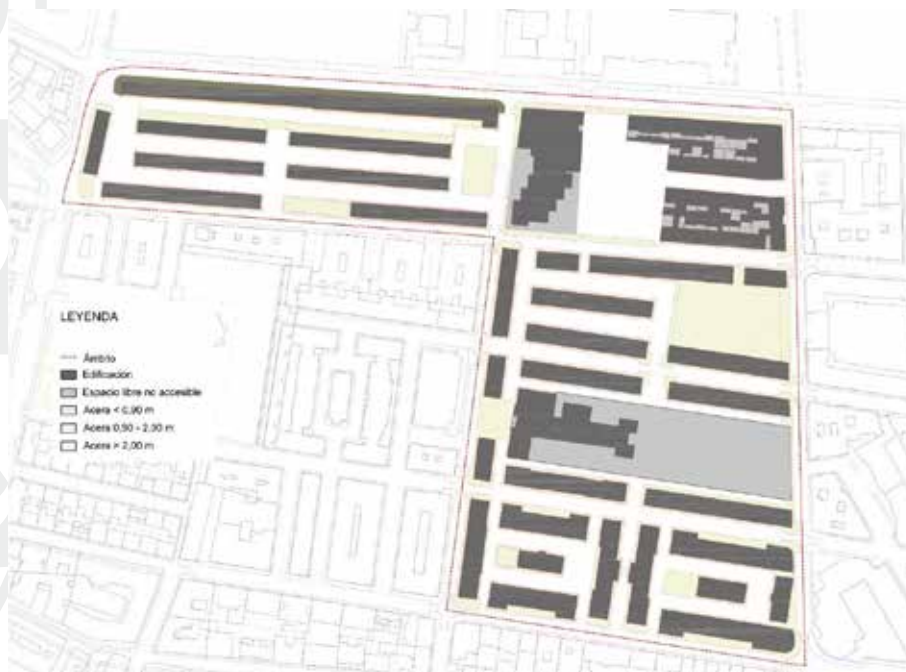 LEYENDA
Ámbito
Edificación
Espacio libre no accesible
Acera < 0,90 m
Acera 0,90 - 2,00 m
Acera > 2,00 m